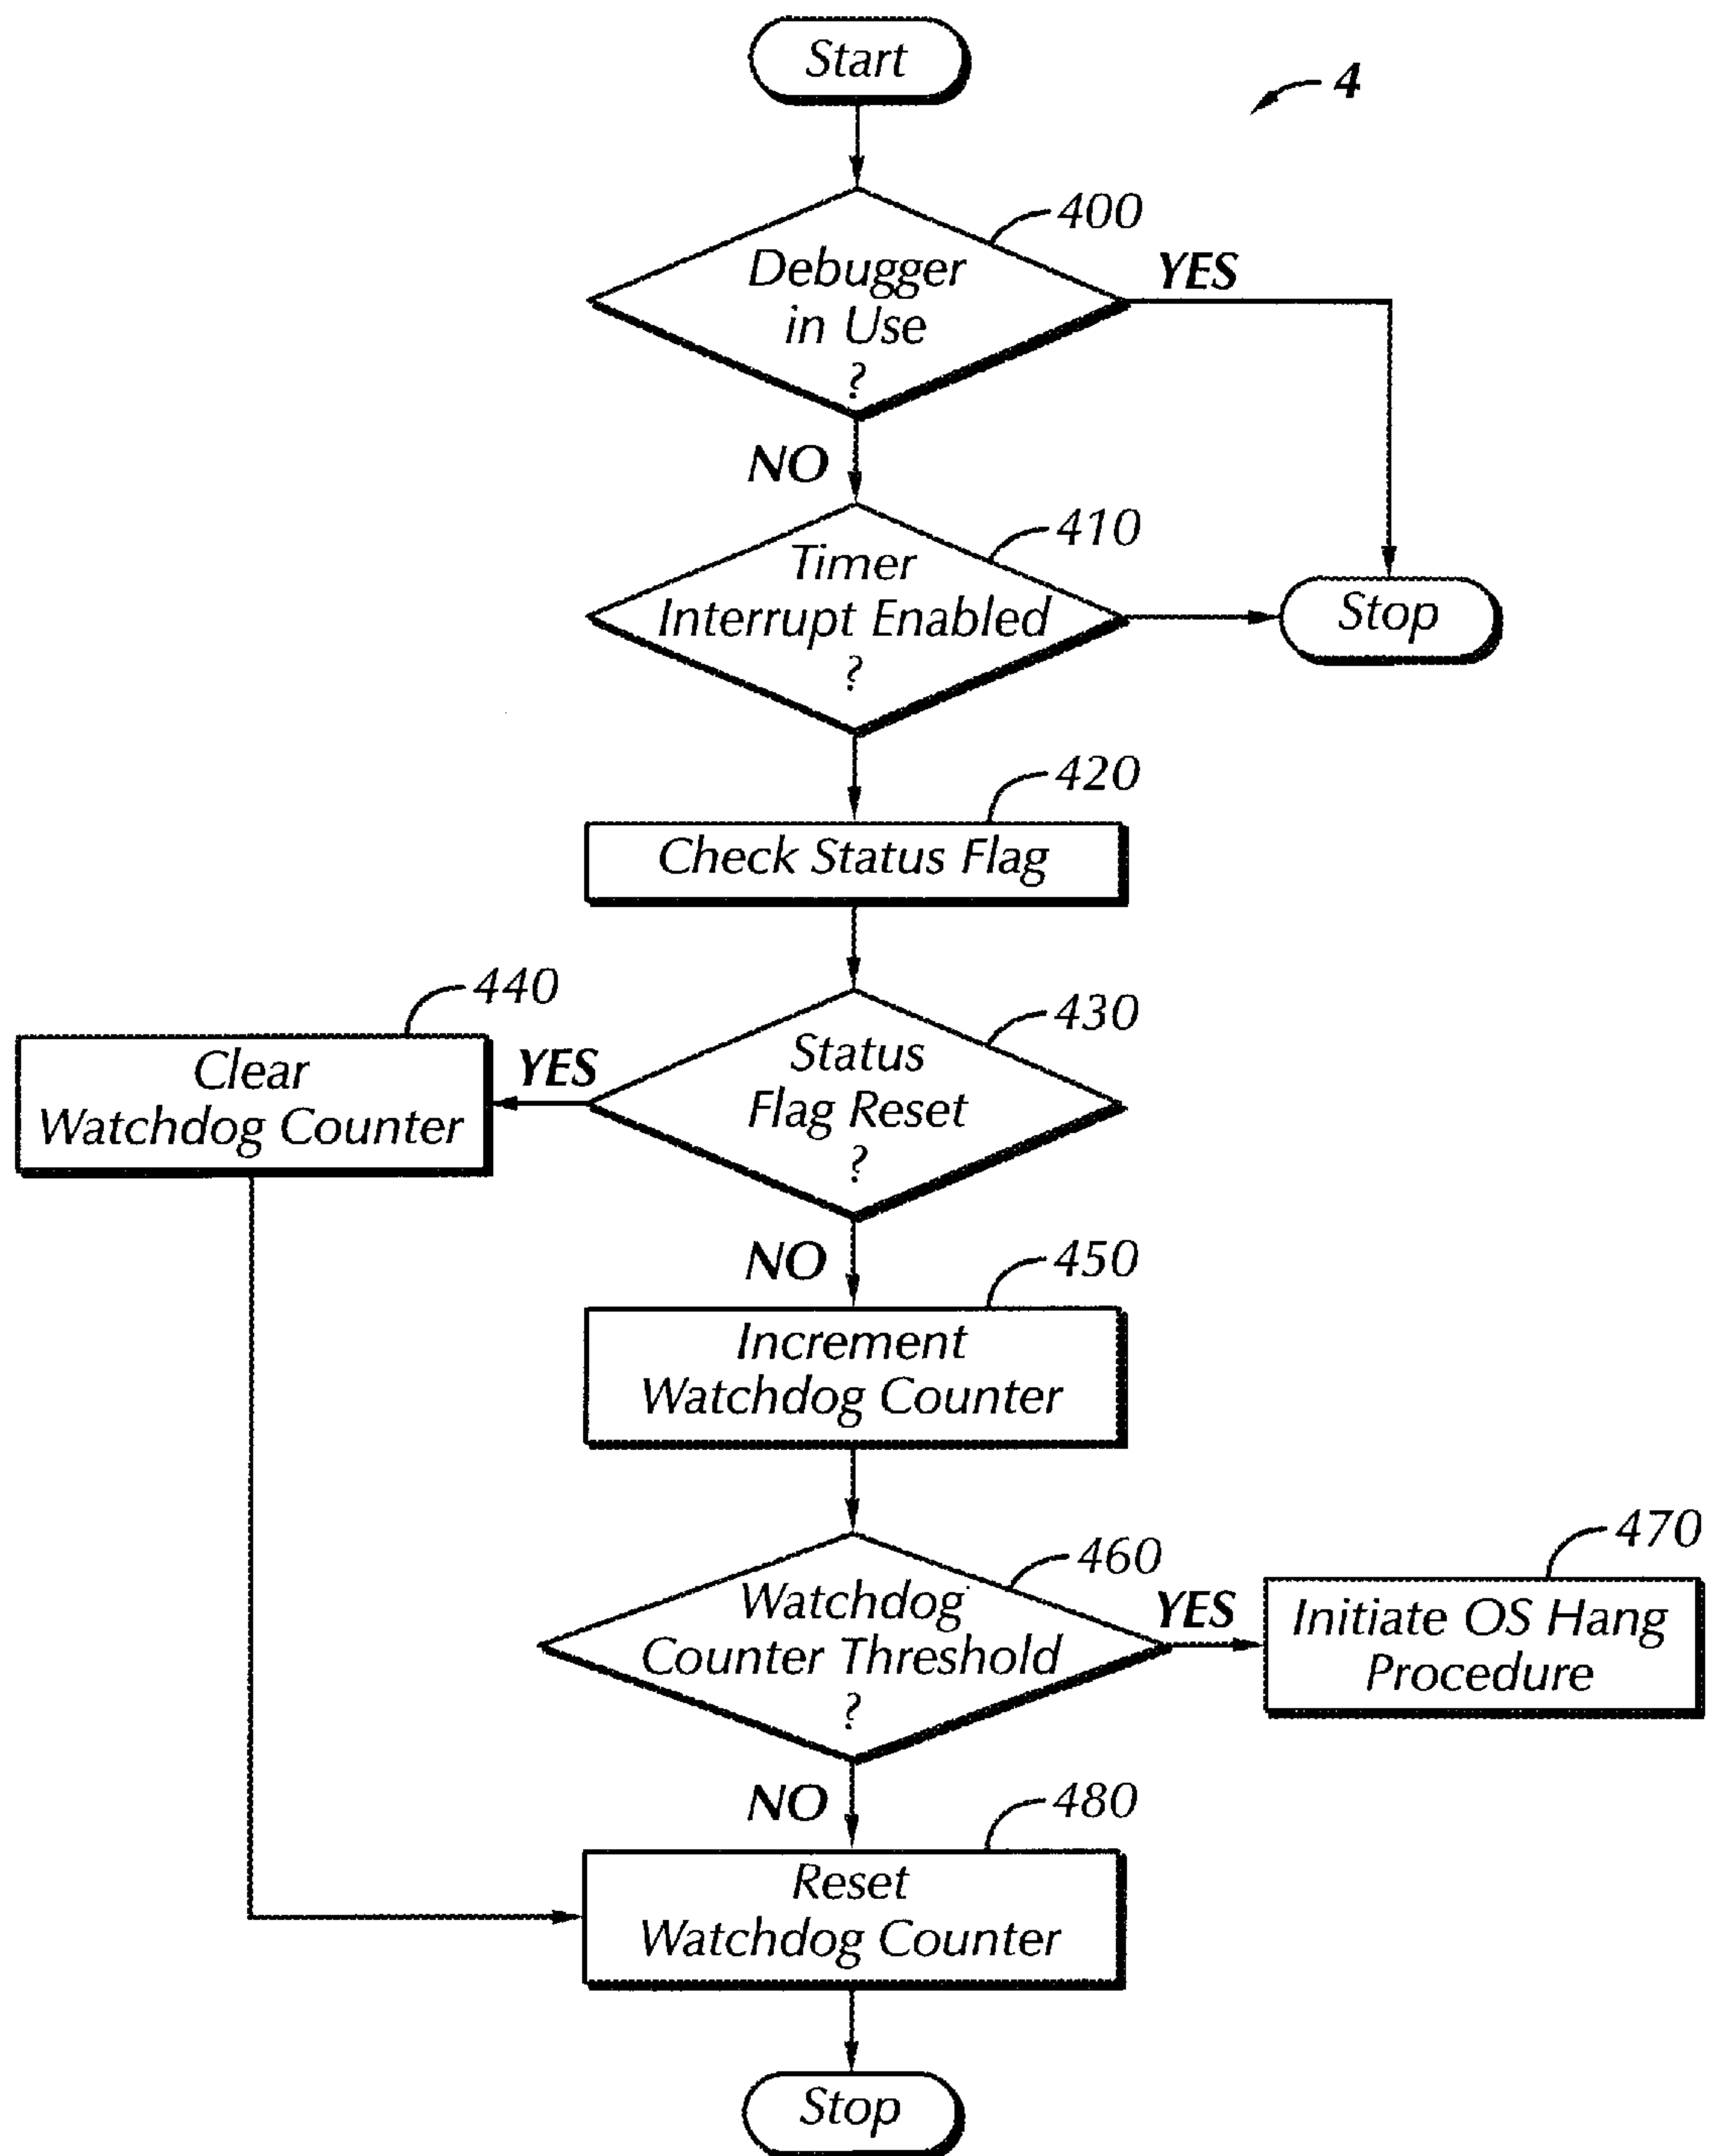 Start
4
400
Debugger
in Use
?
YES
NO
410
Timer
Interrupt Enabled
?
Stop
420
Check Status Flag
440
Clear
Watchdog Counter
YES
430
Status
Flag Reset
?
NO
450
Increment
Watchdog Counter
460
Watchdog
Counter Threshold
?
YES
470
Initiate OS Hang
Procedure
NO
480
Reset
Watchdog Counter
Stop